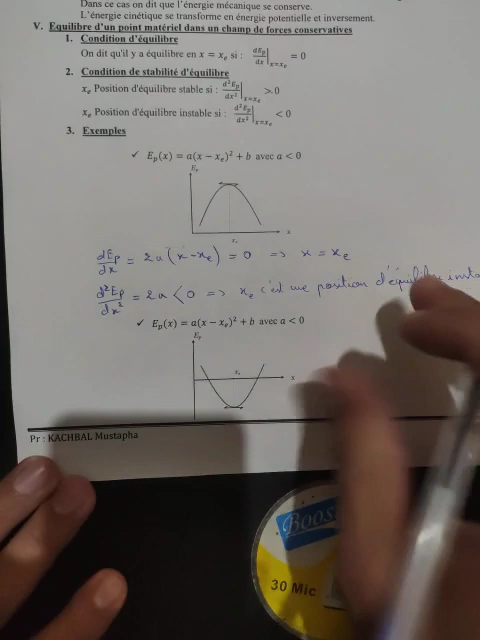 Dans ce cas on dit que l'énergie mécanique se conserve.
L'énergie cinétique se transforme en énergie potentielle et inversement.
V. Equilibre d'un point matériel dans un champ de forces conservatives
1. Condition d'équilibre
On dit qu'il y a équilibre en x = xₑ si : dEₚ/dx|ₓ₌ₓₑ = 0
2. Condition de stabilité d'équilibre
xₑ Position d'équilibre stable si : d²Eₚ/dx²|ₓ₌ₓₑ > 0
xₑ Position d'équilibre instable si : d²Eₚ/dx²|ₓ₌ₓₑ < 0
3. Exemples
✓ Eₚ(x) = a(x − xₑ)² + b avec a < 0
Eₚ
x
xₑ
dEp/dx = 2a(x-xₑ) = 0 => x = xₑ
d²Ep/dx² = 2a < 0 => xₑ c'est une position d'équilibre insta
✓ Eₚ(x) = a(x − xₑ)² + b avec a < 0
Eₚ
xₑ
x
Pr : KACHBAL Mustapha
Boos
30 Mic